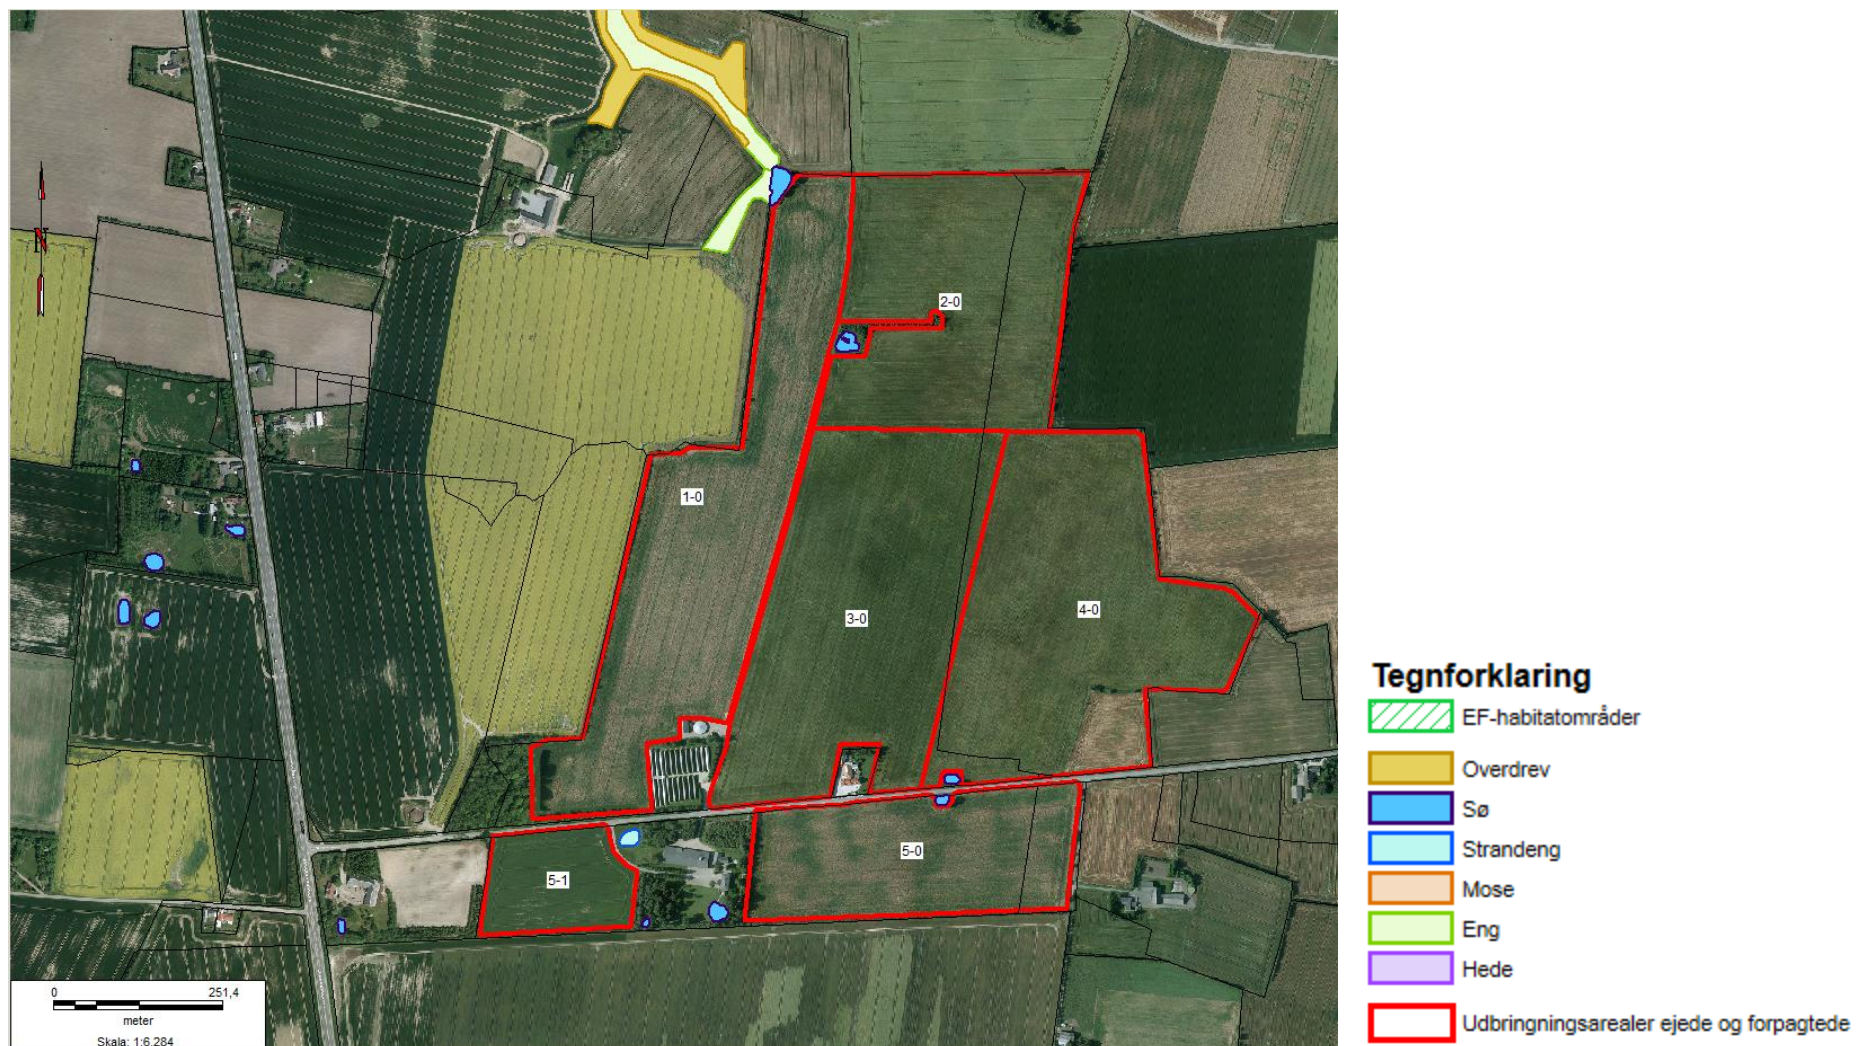 N
2-0
1-0
3-0
4-0
5-0
5-1
0 251,4
meter
Skala: 1:6.284
Tegnforklaring
EF-habitatområder
Overdrev
Sø
Strandeng
Mose
Eng
Hede
Udbringningsarealer ejede og forpagtede